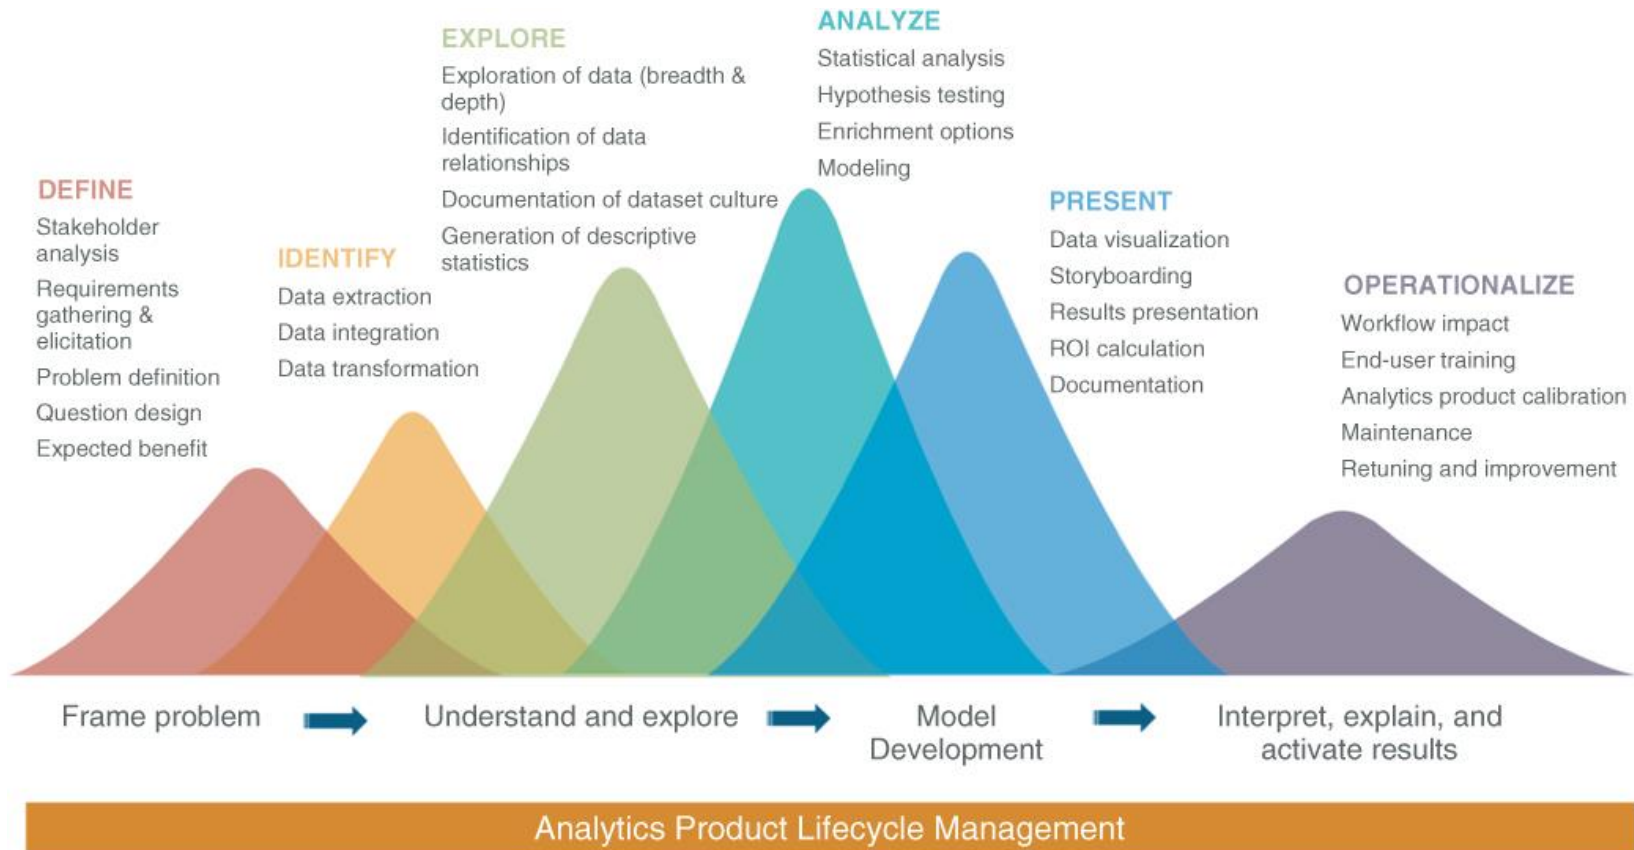 DEFINE
Stakeholder
analysis
Requirements
gathering &
elicitation
Problem definition
Question design
Expected benefit
IDENTIFY
Data extraction
Data integration
Data transformation
EXPLORE
Exploration of data (breadth &
depth)
Identification of data
relationships
Documentation of dataset culture
Generation of descriptive
statistics
ANALYZE
Statistical analysis
Hypothesis testing
Enrichment options
Modeling
PRESENT
Data visualization
Storyboarding
Results presentation
ROI calculation
Documentation
OPERATIONALIZE
Workflow impact
End-user training
Analytics product calibration
Maintenance
Retuning and improvement
Frame problem
Understand and explore
Model
Development
Interpret, explain, and
activate results
Analytics Product Lifecycle Management